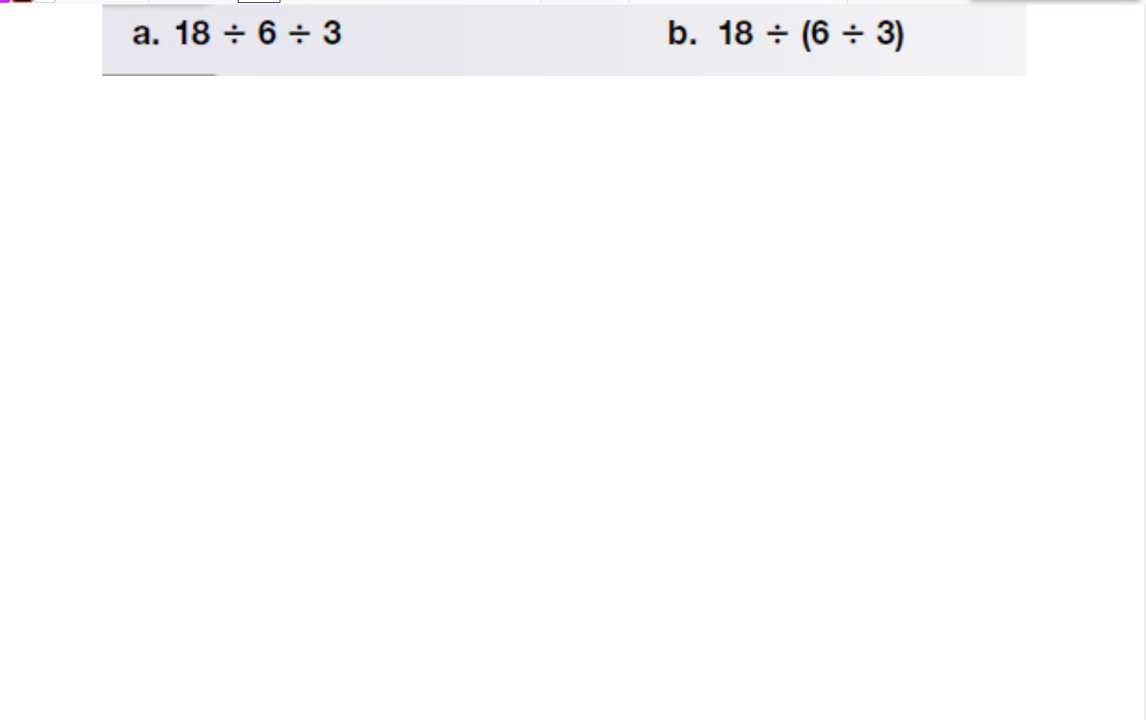 a. 18 ÷ 6 ÷ 3 b. 18 ÷ (6 ÷ 3)